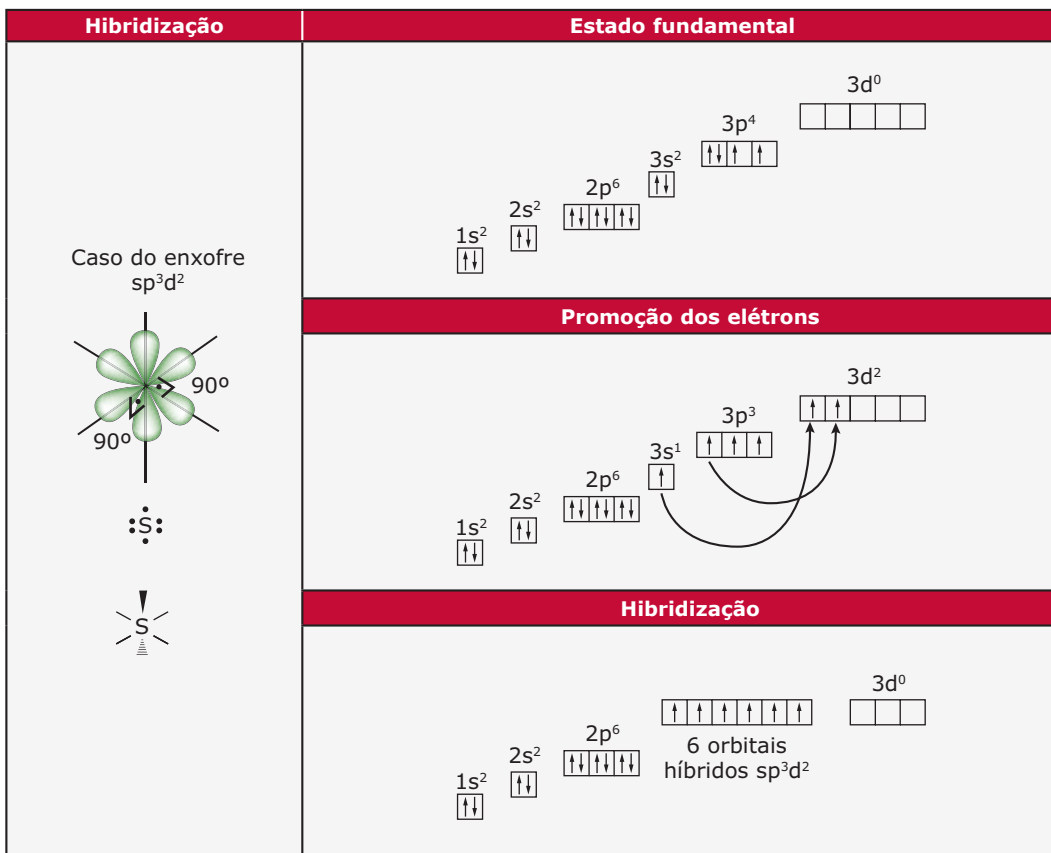 Hibridização
Estado fundamental
Caso do enxofre
sp³d²
90º
90º
S
S
3d⁰
3p⁴
3s²
2p⁶
2s²
1s²
Promoção dos elétrons
3d²
3p³
3s¹
2p⁶
2s²
1s²
Hibridização
3d⁰
2p⁶
6 orbitais
híbridos sp³d²
2s²
1s²